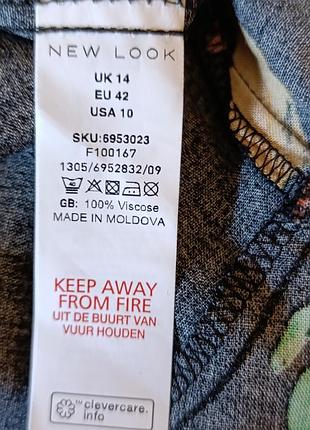 NEW LOOK
UK 14
EU 42
USA 10
SKU:6953023
F100167
1305/6952832/09
GB: 100% Viscose
MADE IN MOLDOVA
KEEP AWAY
FROM FIRE
UIT DE BUURT VAN
VUUR HOUDEN
™ clevercare.
info